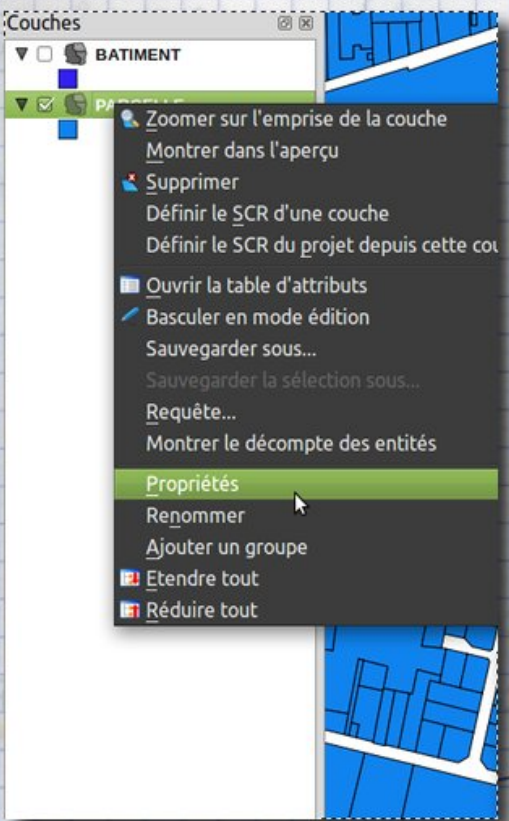 Couches
BATIMENT
PARCELLE
Zoomer sur l'emprise de la couche
Montrer dans l'aperçu
Supprimer
Définir le SCR d'une couche
Définir le SCR du projet depuis cette cou
Ouvrir la table d'attributs
Basculer en mode édition
Sauvegarder sous...
Sauvegarder la sélection sous...
Requête...
Montrer le décompte des entités
Propriétés
Renommer
Ajouter un groupe
Etendre tout
Réduire tout